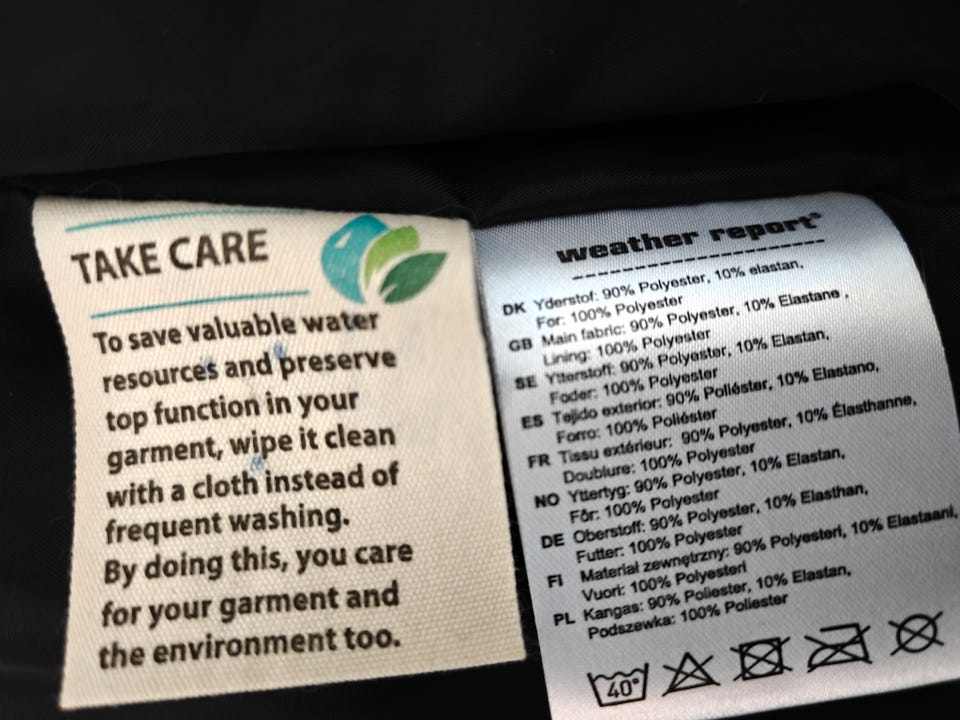 TAKE CARE
To save valuable water
resources and preserve
top function in your
garment, wipe it clean
with a cloth instead of
frequent washing.
By doing this, you care
for your garment and
the environment too.
weather report®
DK Yderstof: 90% Polyester, 10% elastan,
For: 100% Polyester
GB Main fabric: 90% Polyester, 10% Elastane ,
Lining: 100% Polyester
SE Ytterstoff: 90% Polyester, 10% Elastan,
Foder: 100% Polyester
ES Tejido exterior: 90% Poliéster, 10% Elastano,
Forro: 100% Poliéster
FR Tissu extérieur: 90% Polyester, 10% Élasthanne,
Doublure: 100% Polyester
NO Yttertyg: 90% Polyester, 10% Elastan,
Fôr: 100% Polyester
DE Oberstoff: 90% Polyester, 10% Elasthan,
Futter: 100% Polyester
FI Materiał zewnętrzny: 90% Polyesteri, 10% Elastaani,
Vuori: 100% Polyesteri
PL Kangas: 90% Poliester, 10% Elastan,
Podszewka: 100% Poliester
40°